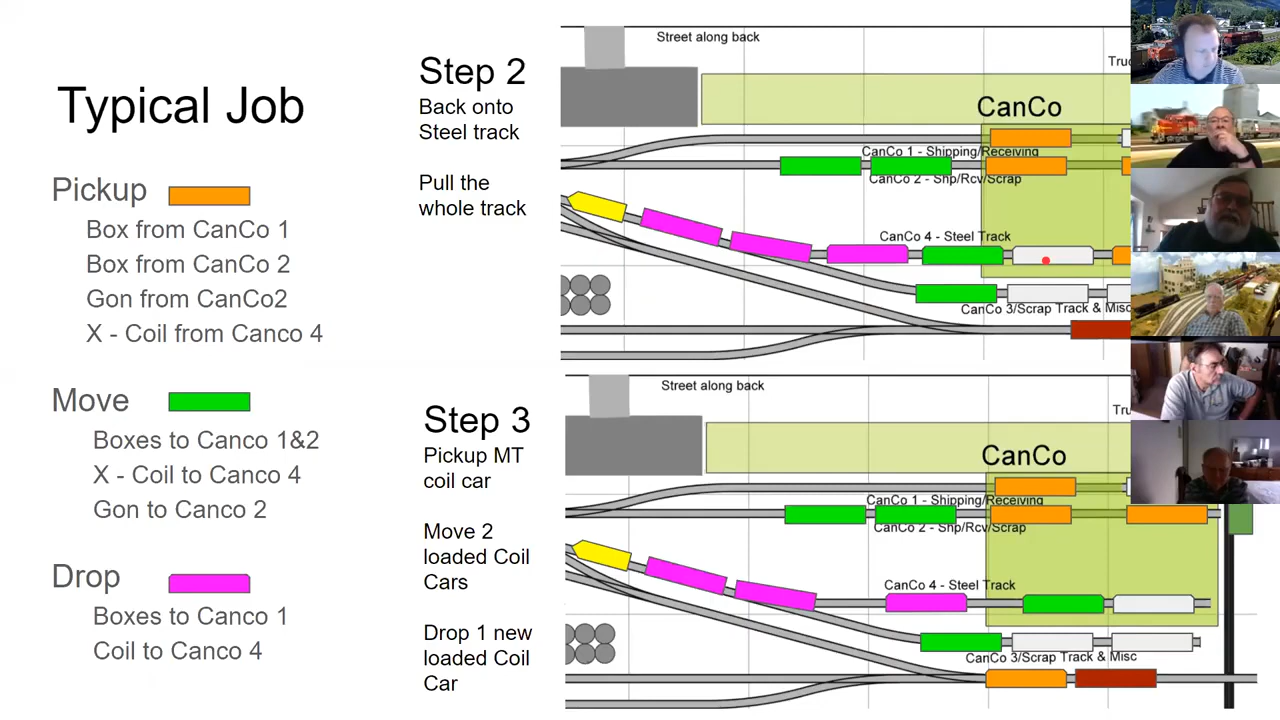 Typical Job
Pickup
Box from CanCo 1
Box from CanCo 2
Gon from CanCo2
X - Coil from Canco 4
Move
Boxes to Canco 1&2
X - Coil to Canco 4
Gon to Canco 2
Drop
Boxes to Canco 1
Coil to Canco 4
Step 2
Back onto
Steel track
Pull the
whole track
Street along back
CanCo
CanCo 1 - Shipping/Receiving
CanCo 2 - Shp/Rcv/Scrap
CanCo 4 - Steel Track
CanCo 3/Scrap Track & Misc
Step 3
Pickup MT
coil car
Move 2
loaded Coil
Cars
Drop 1 new
loaded Coil
Car
Street along back
CanCo
CanCo 1 - Shipping/Receiving
CanCo 2 - Shp/Rcv/Scrap
CanCo 4 - Steel Track
CanCo 3/Scrap Track & Misc